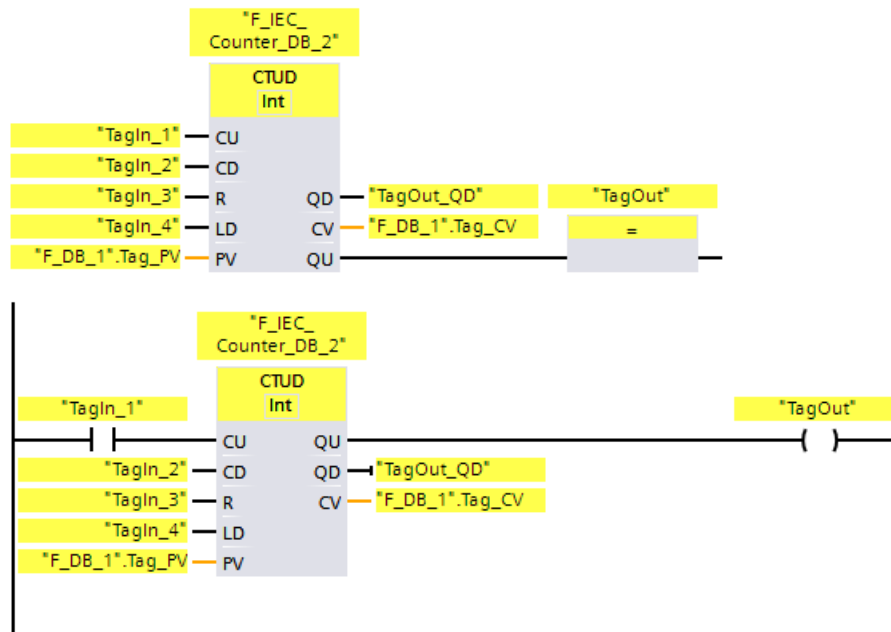 "F_IEC_
Counter_DB_2"
CTUD
Int
"TagIn_1" CU
"TagIn_2" CD
"TagIn_3" R QD "TagOut_QD" "TagOut"
"TagIn_4" LD CV "F_DB_1".Tag_CV =
"F_DB_1".Tag_PV PV QU
"F_IEC_
Counter_DB_2"
CTUD
"TagIn_1" Int "TagOut"
CU QU
"TagIn_2" CD QD "TagOut_QD"
"TagIn_3" R CV "F_DB_1".Tag_CV
"TagIn_4" LD
"F_DB_1".Tag_PV PV